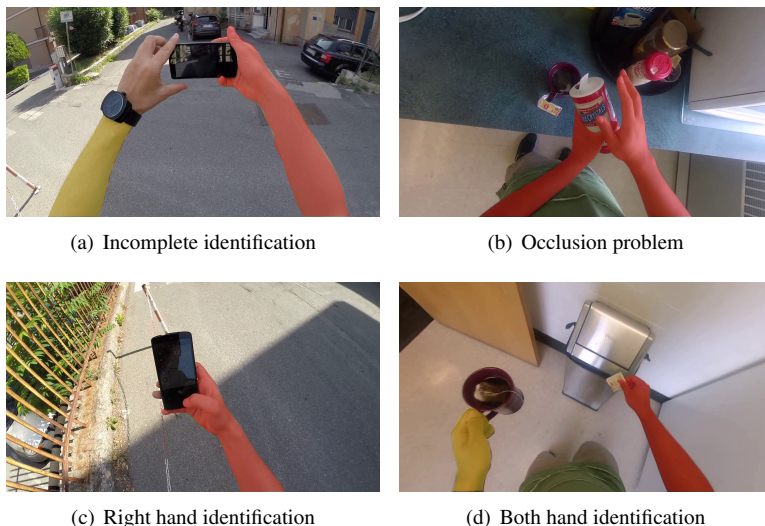 (a) Incomplete identification
(b) Occlusion problem
(c) Right hand identification
(d) Both hand identification